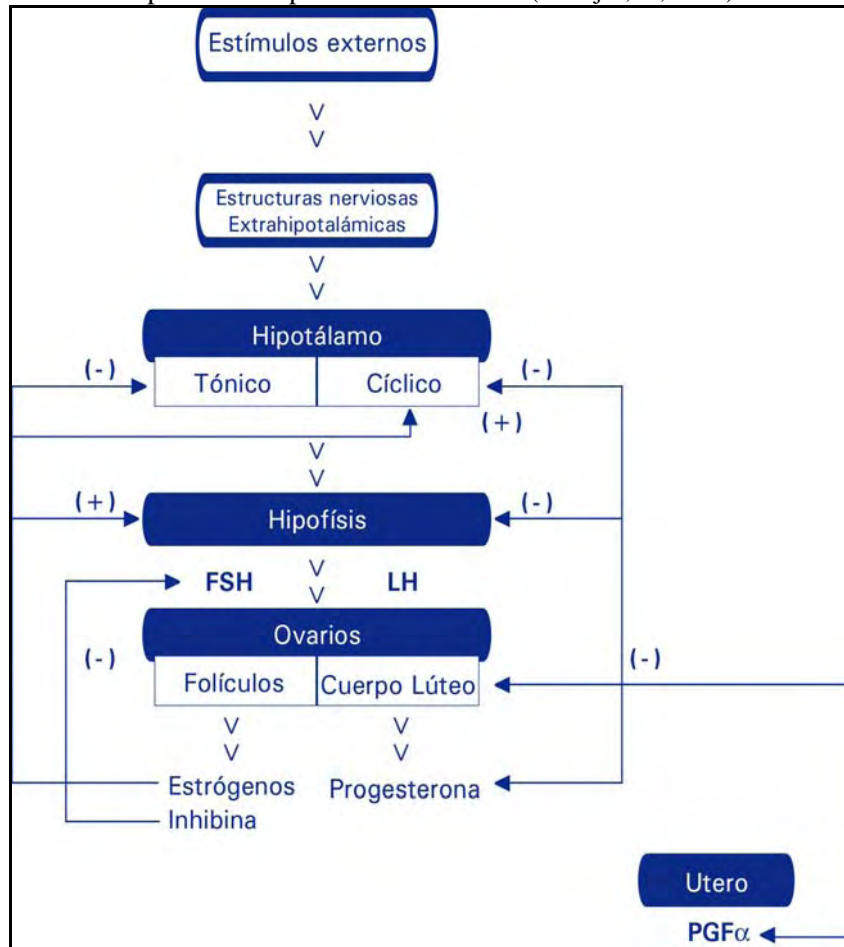 Estímulos externos
Estructuras nerviosas
Extrahipotalámicas
Hipotálamo
(-) (-)
Tónico Cíclico
(+)
(+) (-)
Hipofísis
FSH LH
Ovarios
(-) (-)
Folículos Cuerpo Lúteo
Estrógenos Progesterona
Inhibina
Utero
PGFα